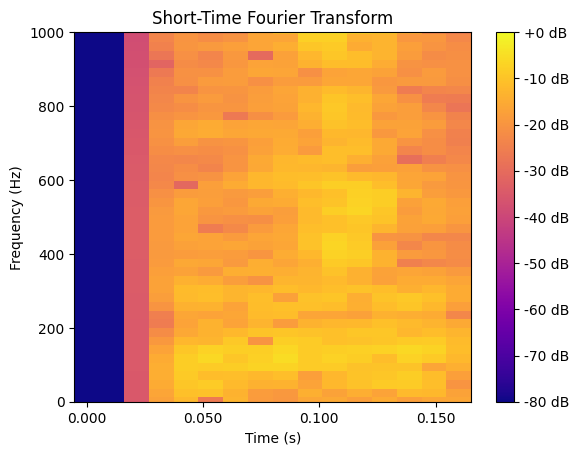 Short-Time Fourier Transform
Frequency (Hz)
1000
800
600
400
200
0
0.000
0.050
0.100
0.150
Time (s)
+0 dB
-10 dB
-20 dB
-30 dB
-40 dB
-50 dB
-60 dB
-70 dB
-80 dB